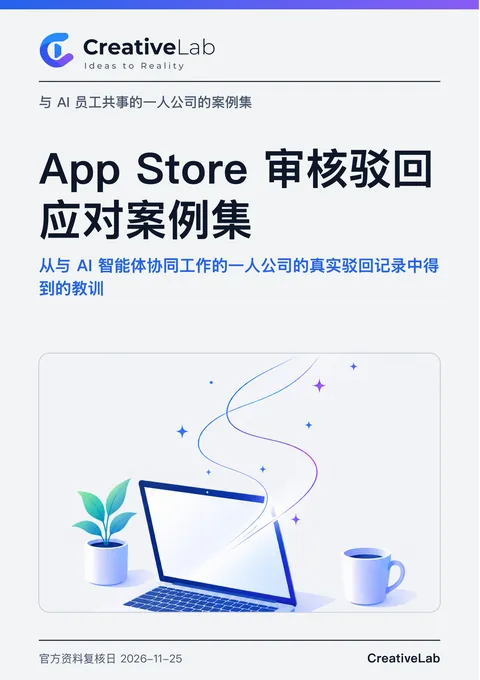 CreativeLab
Ideas to Reality
与 AI 员工共事的一人公司的案例集
App Store 审核驳回
应对案例集
从与 AI 智能体协同工作的一人公司的真实驳回记录中得
到的教训
官方资料复核日 2026-11-25
CreativeLab